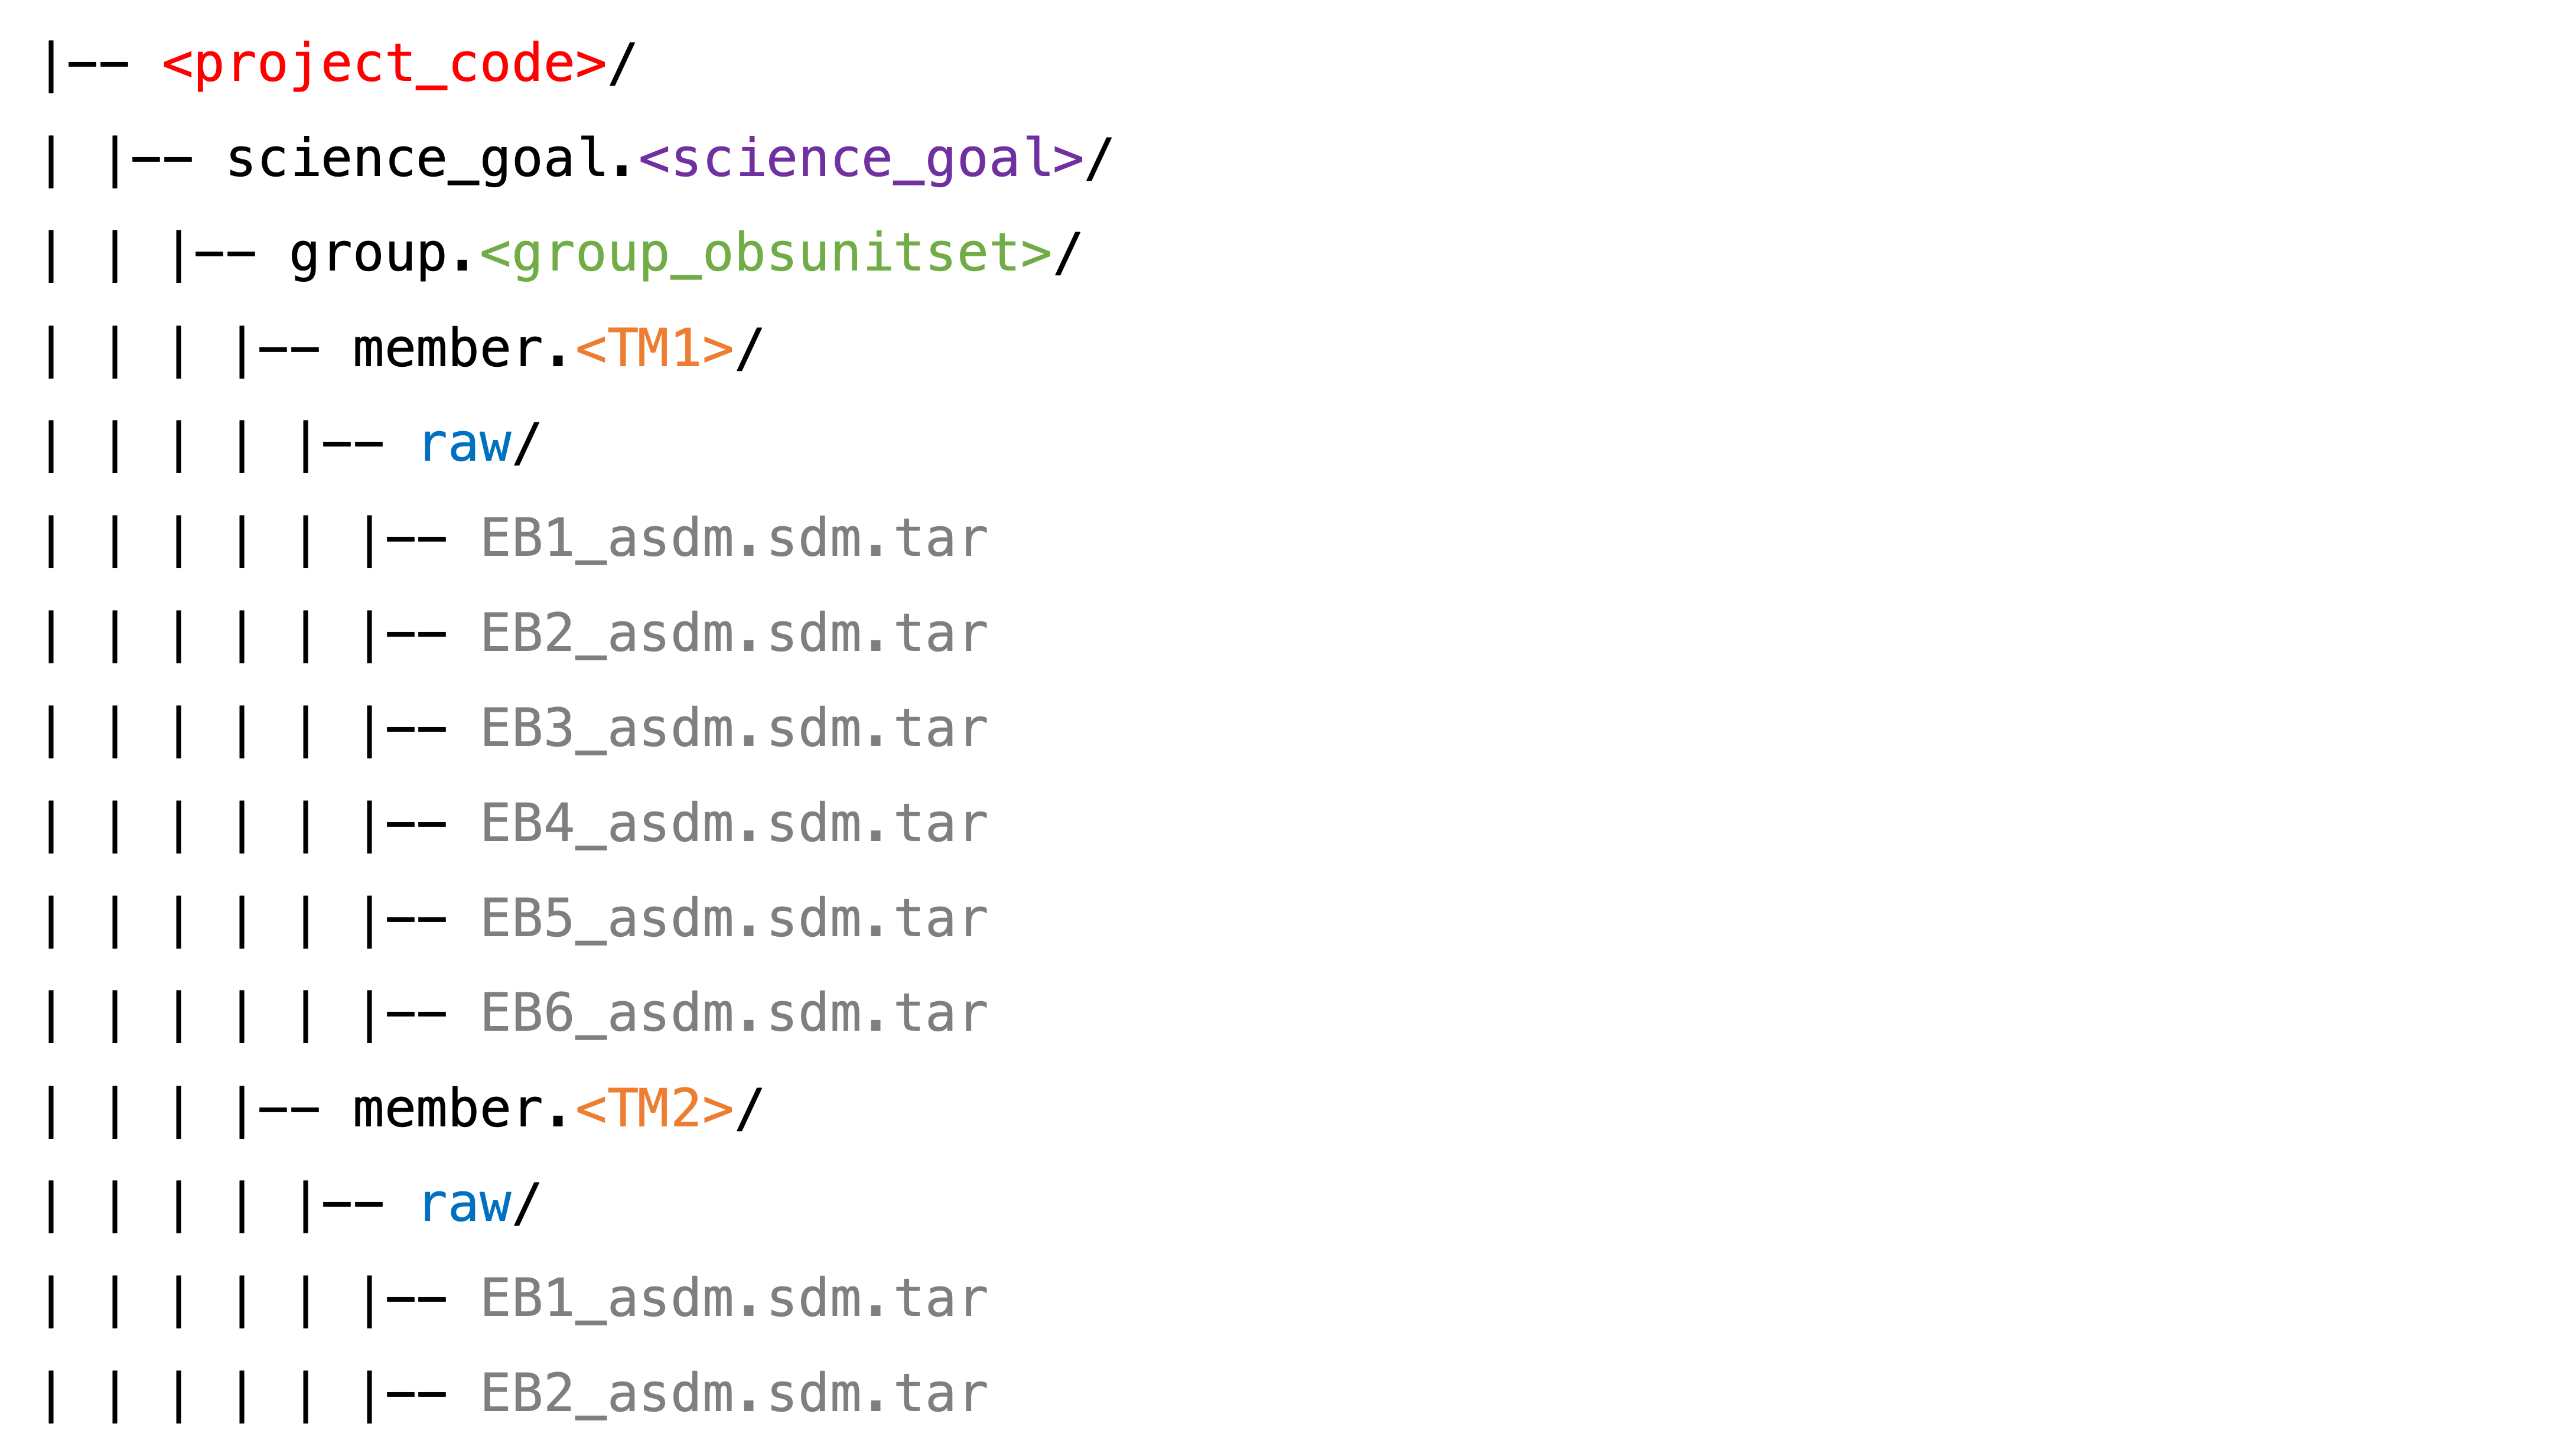 |-- <project_code>/
| |-- science_goal.<science_goal>/
| | |-- group.<group_obsunitset>/
| | | |-- member.<TM1>/
| | | | |-- raw/
| | | | | |-- EB1_asdm.sdm.tar
| | | | | |-- EB2_asdm.sdm.tar
| | | | | |-- EB3_asdm.sdm.tar
| | | | | |-- EB4_asdm.sdm.tar
| | | | | |-- EB5_asdm.sdm.tar
| | | | | |-- EB6_asdm.sdm.tar
| | | |-- member.<TM2>/
| | | | |-- raw/
| | | | | |-- EB1_asdm.sdm.tar
| | | | | |-- EB2_asdm.sdm.tar